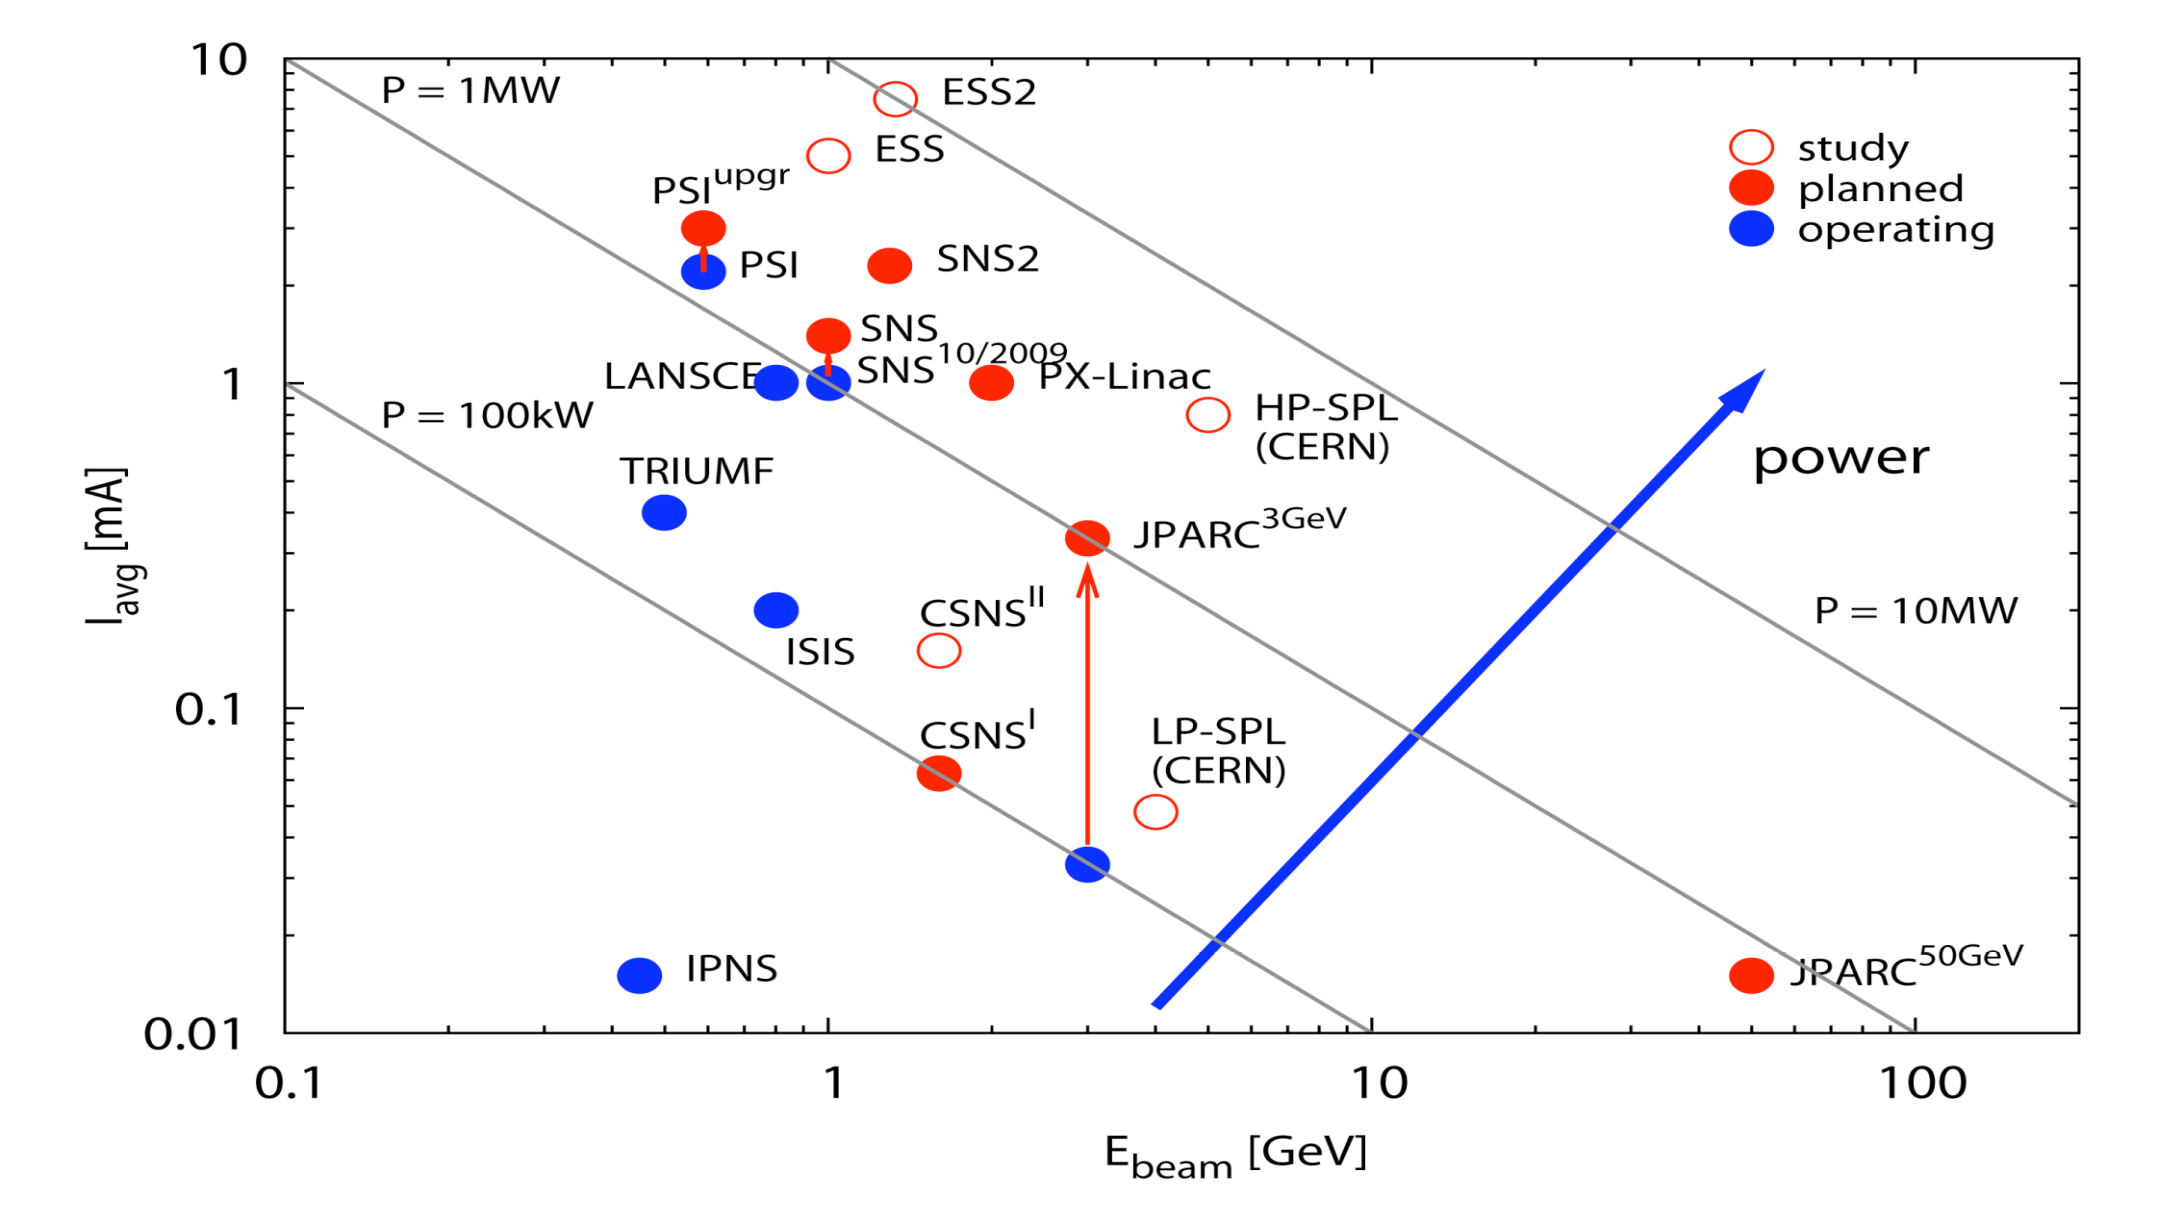 10
P = 1MW
ESS2
ESS
study
PSI^upgr
planned
operating
PSI
SNS2
SNS
SNS^10/2009
LANSCE
PX-Linac
1
P = 100kW
HP-SPL
(CERN)
power
TRIUMF
I_avg [mA]
JPARC^3GeV
CSNS^II
P = 10MW
ISIS
0.1
CSNS^I
LP-SPL
(CERN)
IPNS
JPARC^50GeV
0.01
0.1
1
10
100
E_beam [GeV]